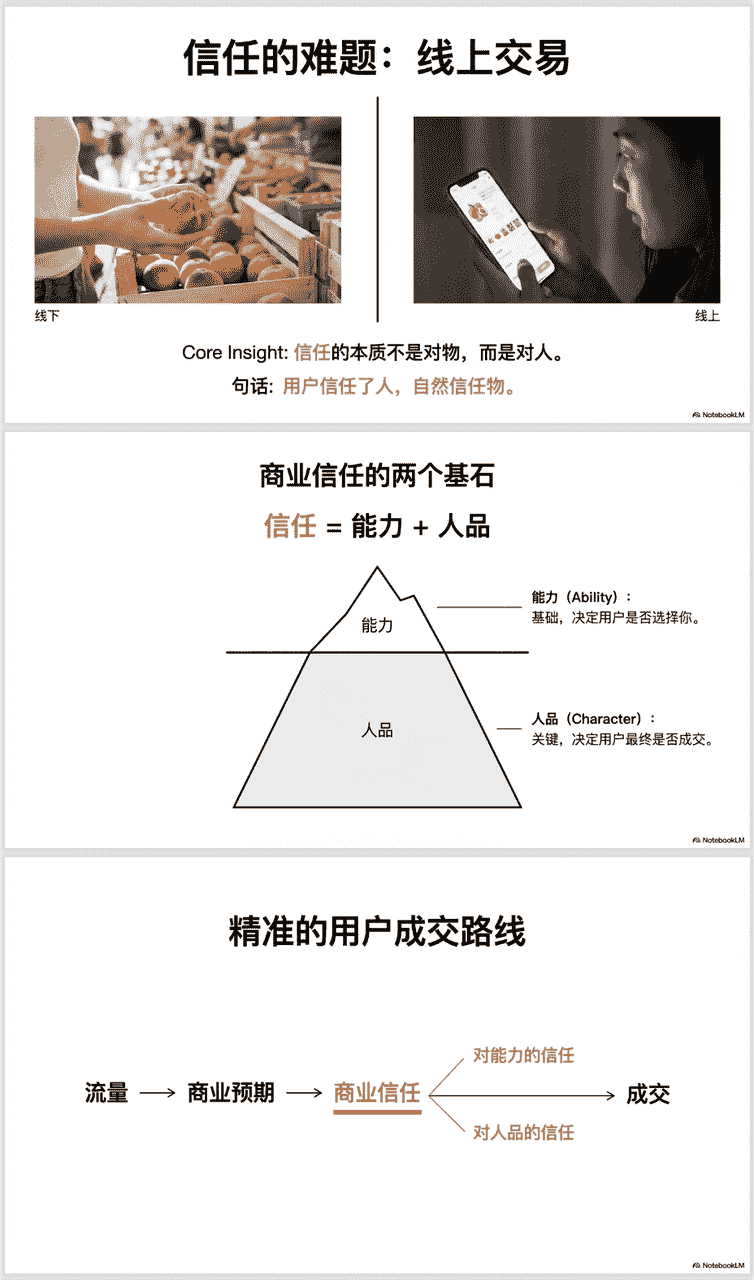 信任的难题：线上交易
线下
线上
Core Insight: 信任的本质不是对物，而是对人。
句话: 用户信任了人，自然信任物。
NotebookLM
商业信任的两个基石
信任 = 能力 + 人品
能力
能力（Ability）:
基础，决定用户是否选择你。
人品
人品（Character）:
关键，决定用户最终是否成交。
NotebookLM
精准的用户成交路线
对能力的信任
流量
商业预期
商业信任
成交
对人品的信任
NotebookLM